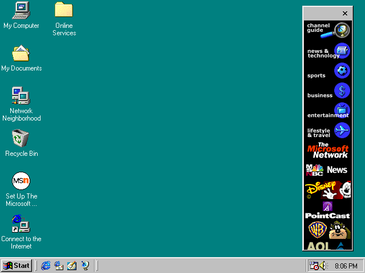 My Computer
Online
Services
My Documents
Network
Neighborhood
Recycle Bin
msn
Set Up The
Microsoft ...
Connect to the
Internet
channel
guide
news &
technology
sports
business
entertainment
lifestyle
& travel
The
Microsoft
Network
MSNBC News
Disney
PointCast
WB
AOL
Start
8:06 PM